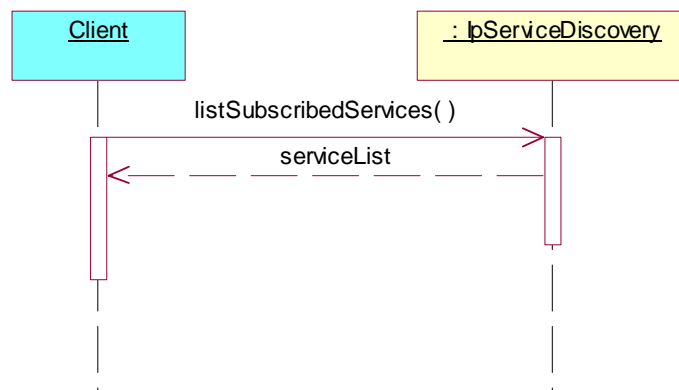 Client
: IpServiceDiscovery
listSubscribedServices( )
serviceList